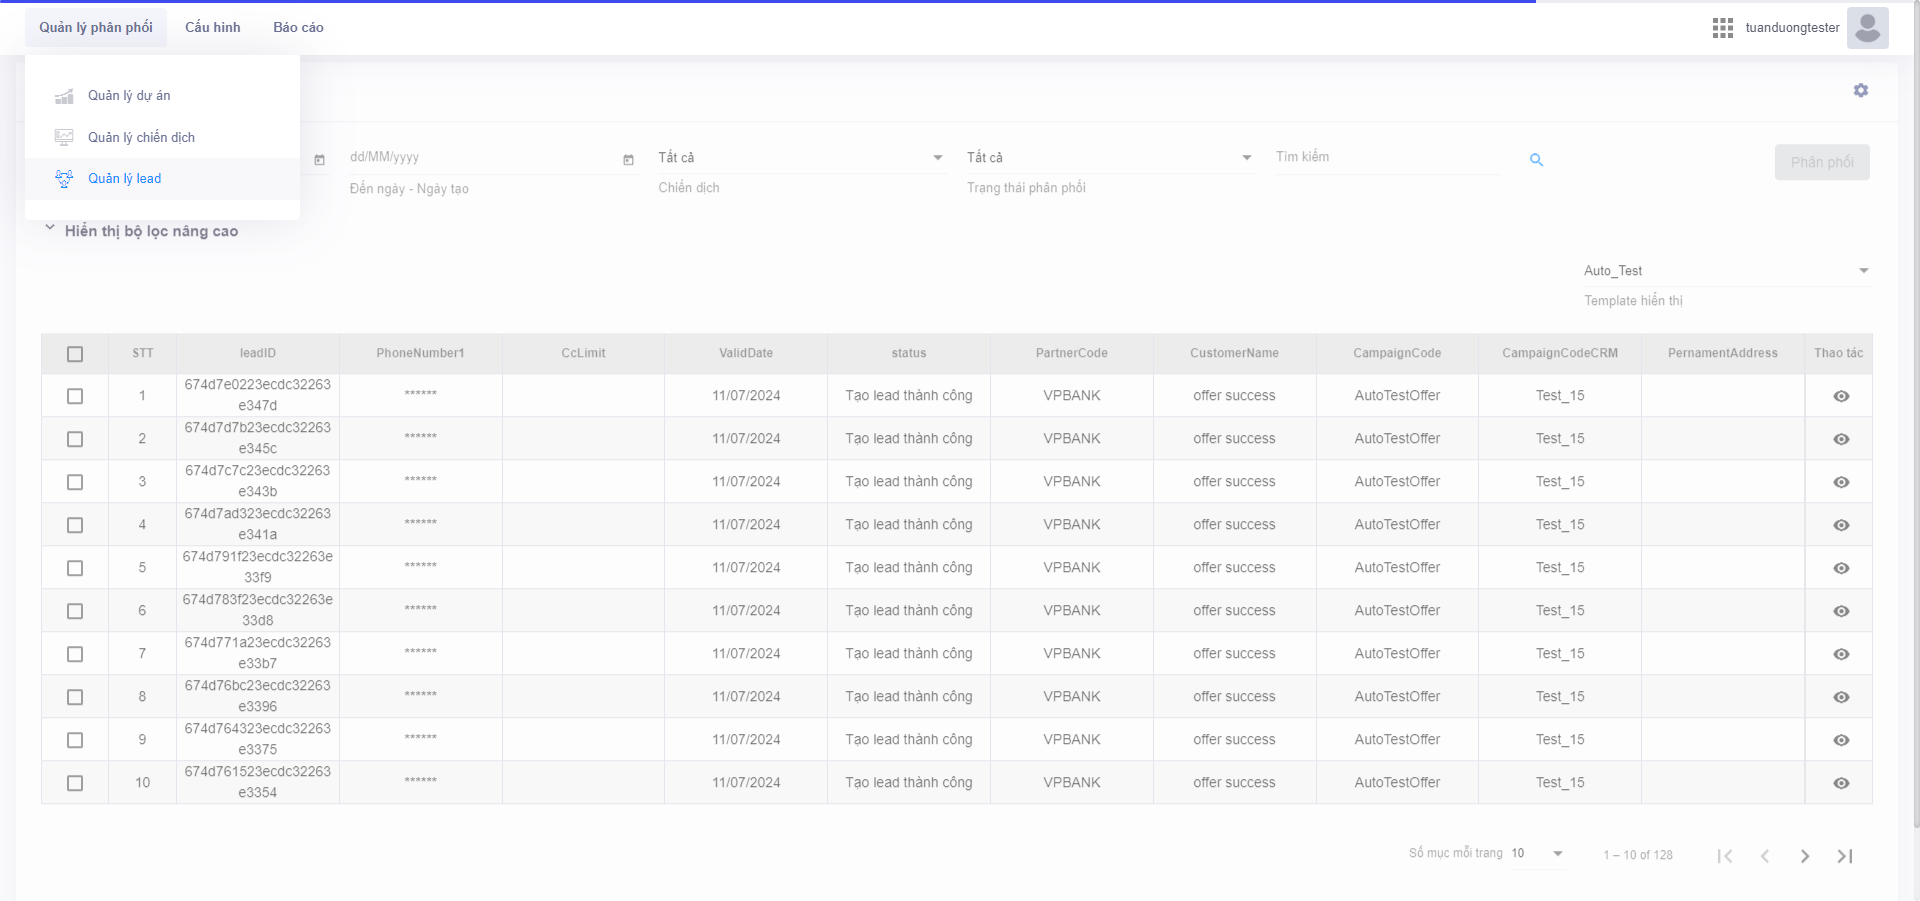 Quản lý phân phối Cấu hình Báo cáo tuanduongtester
Quản lý dự án
Quản lý chiến dịch
Quản lý lead
dd/MM/yyyy Tất cả Tất cả Tìm kiếm Phân phối
Đến ngày - Ngày tạo Chiến dịch Trạng thái phân phối
Hiển thị bộ lọc nâng cao
Auto_Test
Template hiển thị
STT leadID PhoneNumber1 CcLimit ValidDate status PartnerCode CustomerName CampaignCode CampaignCodeCRM PernamentAddress Thao tác
1 674d7e0223ecdc32263e347d ****** 11/07/2024 Tạo lead thành công VPBANK offer success AutoTestOffer Test_15
2 674d7d7b23ecdc32263e345c ****** 11/07/2024 Tạo lead thành công VPBANK offer success AutoTestOffer Test_15
3 674d7c7c23ecdc32263e343b ****** 11/07/2024 Tạo lead thành công VPBANK offer success AutoTestOffer Test_15
4 674d7ad323ecdc32263e341a ****** 11/07/2024 Tạo lead thành công VPBANK offer success AutoTestOffer Test_15
5 674d791f23ecdc32263e33f9 ****** 11/07/2024 Tạo lead thành công VPBANK offer success AutoTestOffer Test_15
6 674d783f23ecdc32263e33d8 ****** 11/07/2024 Tạo lead thành công VPBANK offer success AutoTestOffer Test_15
7 674d771a23ecdc32263e33b7 ****** 11/07/2024 Tạo lead thành công VPBANK offer success AutoTestOffer Test_15
8 674d76bc23ecdc32263e3396 ****** 11/07/2024 Tạo lead thành công VPBANK offer success AutoTestOffer Test_15
9 674d764323ecdc32263e3375 ****** 11/07/2024 Tạo lead thành công VPBANK offer success AutoTestOffer Test_15
10 674d761523ecdc32263e3354 ****** 11/07/2024 Tạo lead thành công VPBANK offer success AutoTestOffer Test_15
Số mục mỗi trang 10 1 – 10 of 128